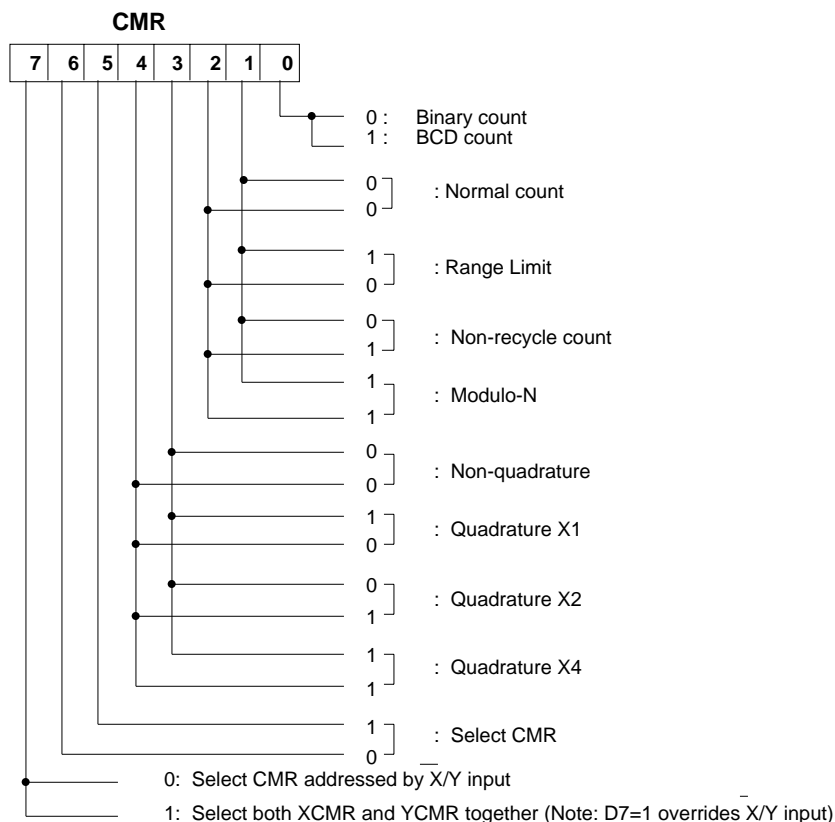 CMR
7 6 5 4 3 2 1 0
0 : Binary count
1 : BCD count
0
: Normal count
0
1
: Range Limit
0
0
: Non-recycle count
1
1
: Modulo-N
1
0
: Non-quadrature
0
1
: Quadrature X1
0
0
: Quadrature X2
1
1
: Quadrature X4
1
1
: Select CMR
0
0: Select CMR addressed by X̅/Y input
1: Select both XCMR and YCMR together (Note: D7=1 overrides X̅/Y input)